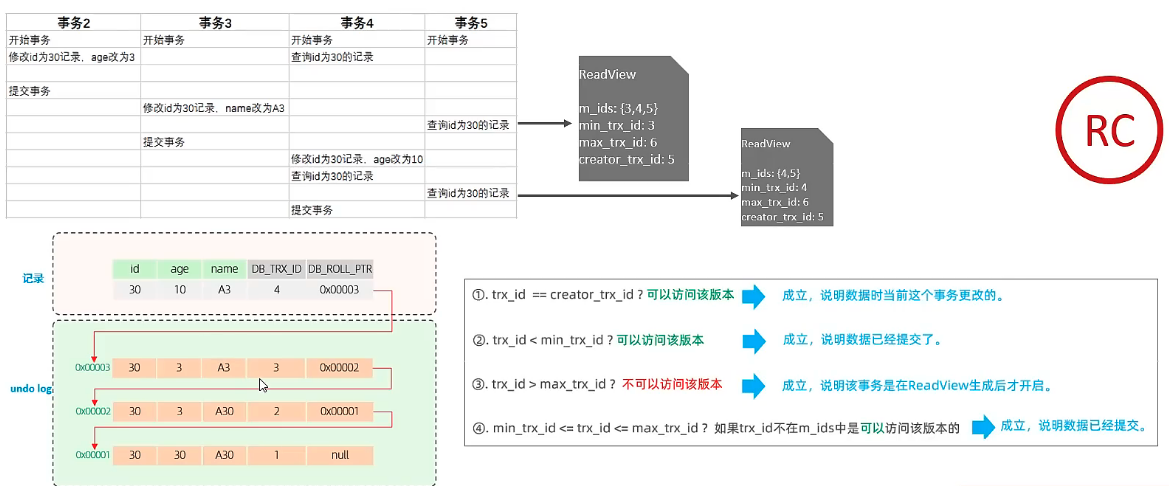 事务2 事务3 事务4 事务5
开始事务 开始事务 开始事务 开始事务
修改id为30记录，age改为3 查询id为30的记录
提交事务
修改id为30记录，name改为A3
查询id为30的记录
提交事务
修改id为30记录，age改为10
查询id为30的记录
查询id为30的记录
提交事务
ReadView
m_ids: {3,4,5}
min_trx_id: 3
max_trx_id: 6
creator_trx_id: 5
ReadView
m_ids: {4,5}
min_trx_id: 4
max_trx_id: 6
creator_trx_id: 5
RC
记录
id age name DB_TRX_ID DB_ROLL_PTR
30 10 A3 4 0x00003
undo log
0x00003 30 3 A3 3 0x00002
0x00002 30 3 A30 2 0x00001
0x00001 30 30 A30 1 null
①. trx_id == creator_trx_id ? 可以访问该版本 成立，说明数据时当前这个事务更改的。
②. trx_id < min_trx_id ? 可以访问该版本 成立，说明数据已经提交了。
③. trx_id > max_trx_id ? 不可以访问该版本 成立，说明该事务是在ReadView生成后才开启。
④. min_trx_id <= trx_id <= max_trx_id ? 如果trx_id不在m_ids中是可以访问该版本的 成立，说明数据已经提交。